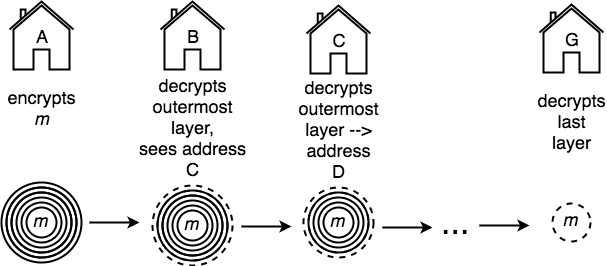 A
encrypts
m
B
decrypts
outermost
layer,
sees address
C
C
decrypts
outermost
layer -->
address
D
G
decrypts
last
layer
m
m
m
...
m